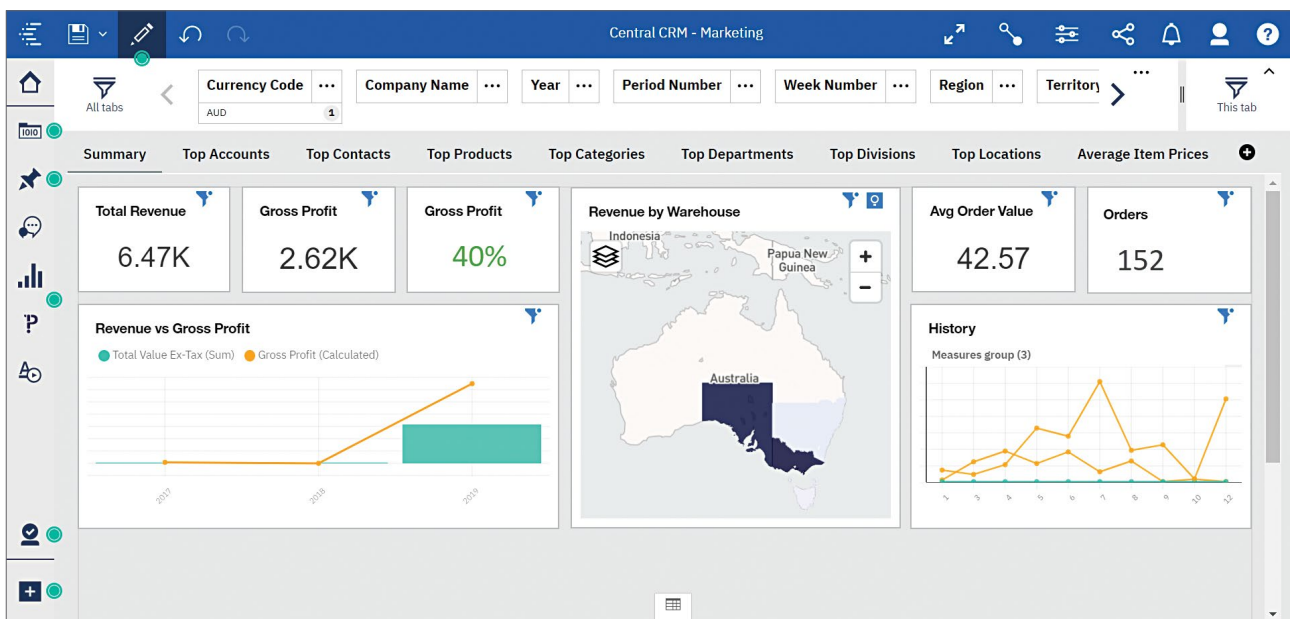 Central CRM - Marketing
?
All tabs
Currency Code ...
AUD 1
Company Name ...
Year ...
Period Number ...
Week Number ...
Region ...
Territory
...
This tab
1010
Summary Top Accounts Top Contacts Top Products Top Categories Top Departments Top Divisions Top Locations Average Item Prices
Total Revenue
6.47K
Gross Profit
2.62K
Gross Profit
40%
Revenue by Warehouse
Indonesia
Papua New
Guinea
Australia
+
−
Avg Order Value
42.57
Orders
152
Revenue vs Gross Profit
Total Value Ex-Tax (Sum) Gross Profit (Calculated)
2017 2018 2019
History
Measures group (3)
1 3 4 5 6 7 8 9 10 12